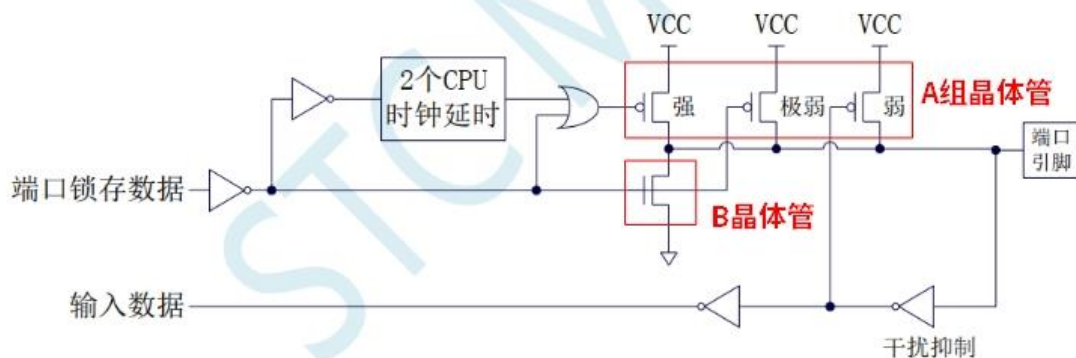 VCC VCC VCC
2个CPU
时钟延时
强
极弱
弱
A组晶体管
端口
引脚
端口锁存数据
B晶体管
输入数据
干扰抑制
STCM